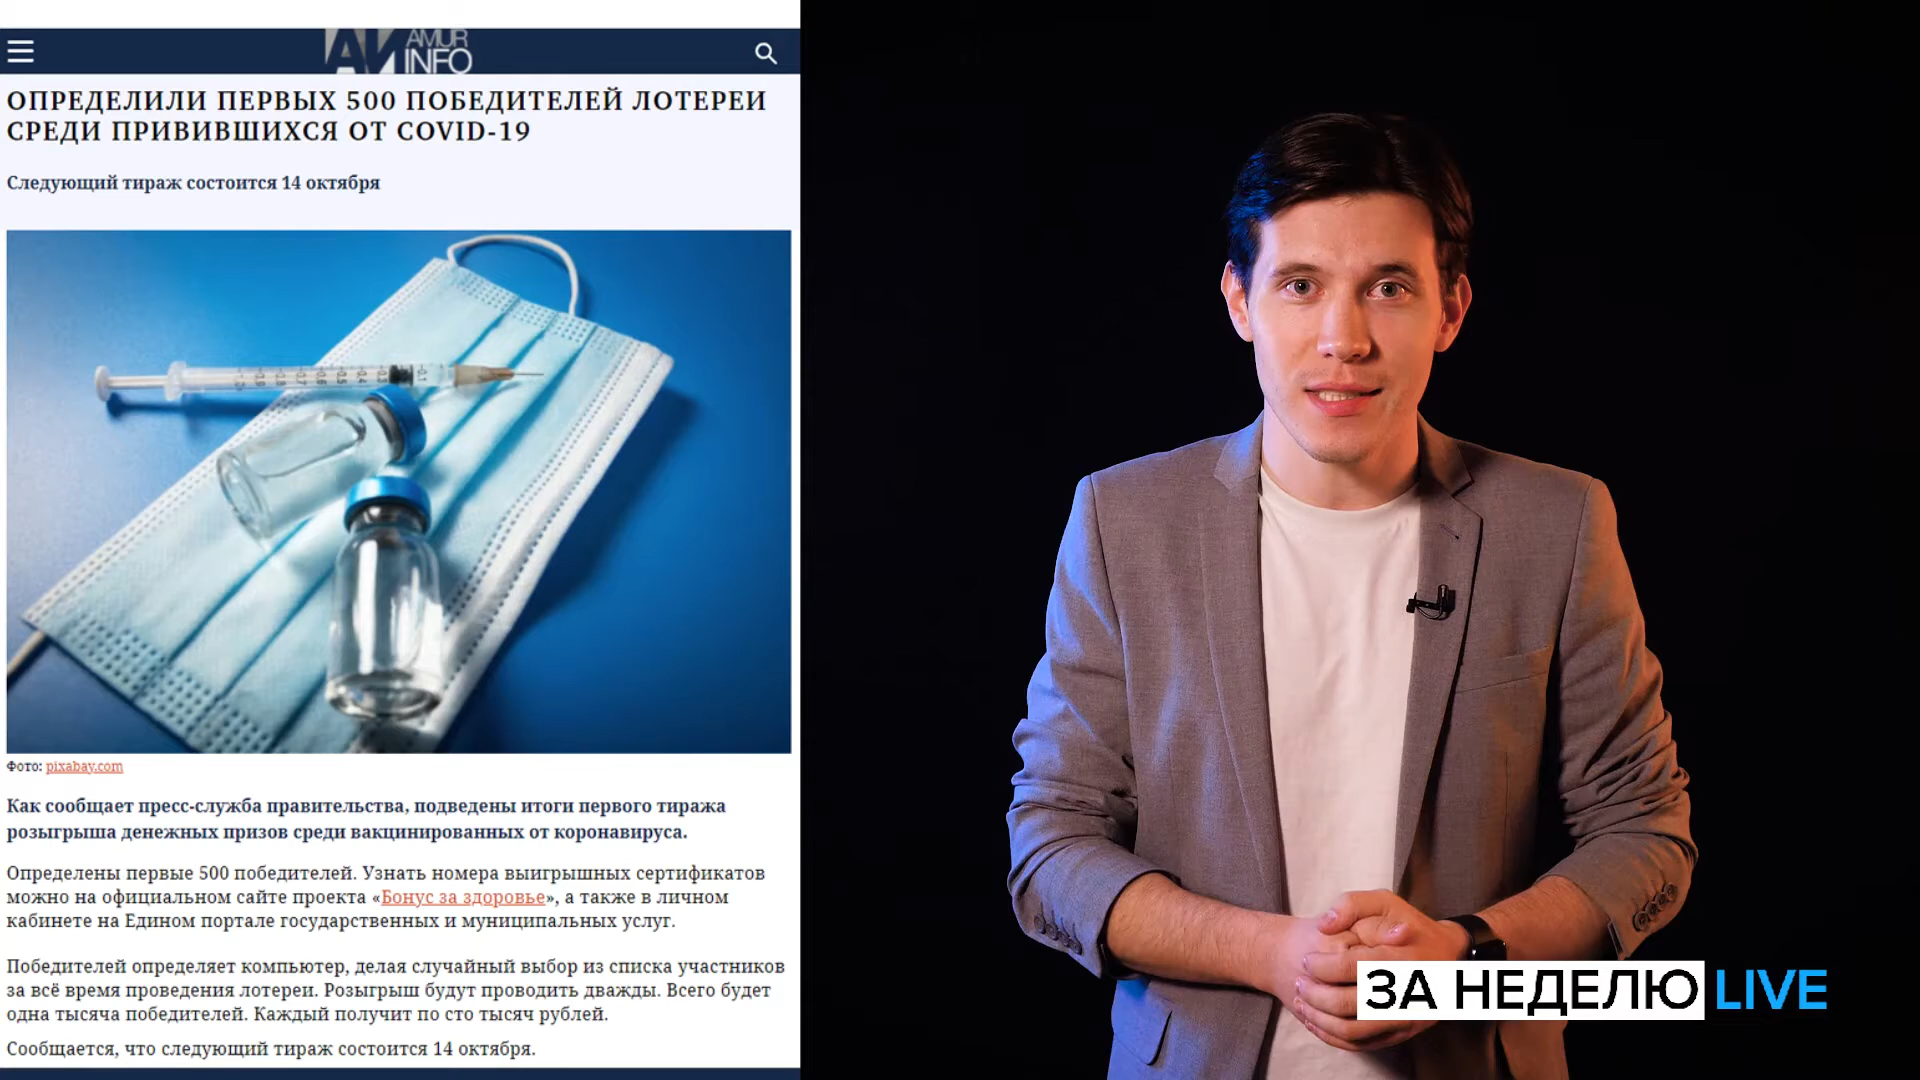 AMUR
INFO
ОПРЕДЕЛИЛИ ПЕРВЫХ 500 ПОБЕДИТЕЛЕЙ ЛОТЕРЕИ
СРЕДИ ПРИВИВШИХСЯ ОТ COVID-19
Следующий тираж состоится 14 октября
Фото: pixabay.com
Как сообщает пресс-служба правительства, подведены итоги первого тиража
розыгрыша денежных призов среди вакцинированных от коронавируса.
Определены первые 500 победителей. Узнать номера выигрышных сертификатов
можно на официальном сайте проекта «Бонус за здоровье», а также в личном
кабинете на Едином портале государственных и муниципальных услуг.
Победителей определяет компьютер, делая случайный выбор из списка участников
за всё время проведения лотереи. Розыгрыш будут проводить дважды. Всего будет
одна тысяча победителей. Каждый получит по сто тысяч рублей.
Сообщается, что следующий тираж состоится 14 октября.
ЗА НЕДЕЛЮ LIVE